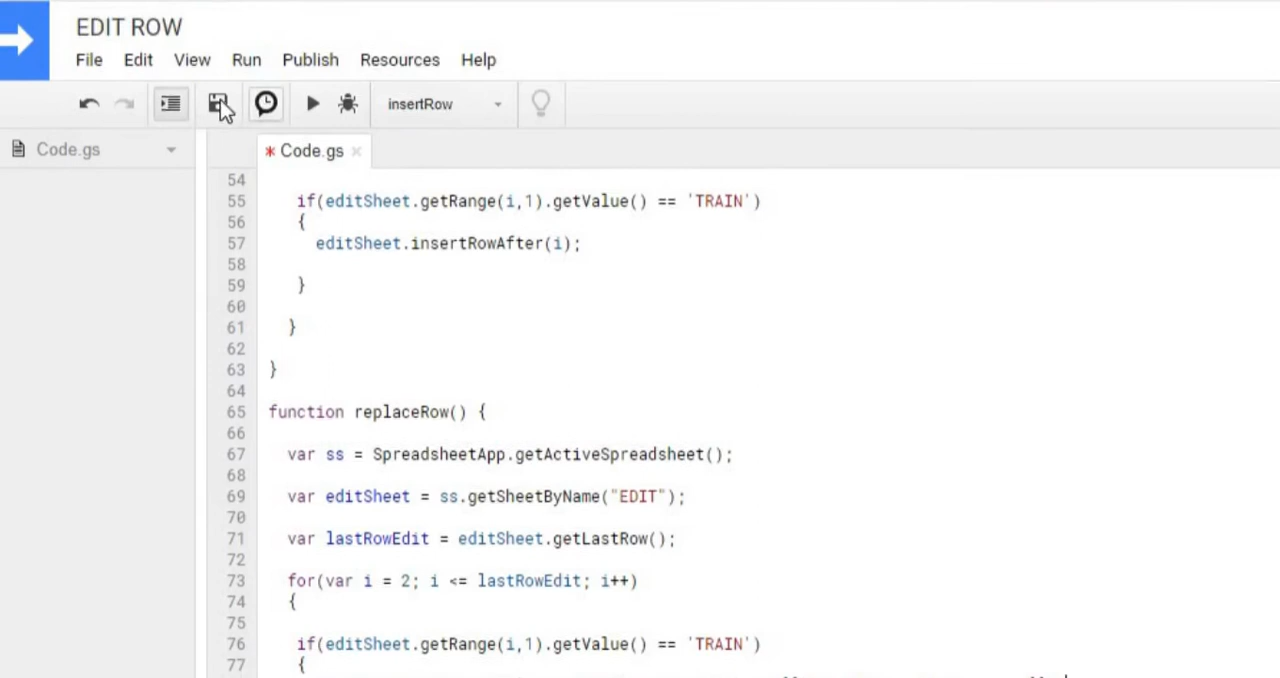 EDIT ROW
File Edit View Run Publish Resources Help
insertRow
Code.gs
* Code.gs ×
54
55 if(editSheet.getRange(i,1).getValue() == 'TRAIN')
56 {
57 editSheet.insertRowAfter(i);
58
59 }
60
61 }
62
63 }
64
65 function replaceRow() {
66
67 var ss = SpreadsheetApp.getActiveSpreadsheet();
68
69 var editSheet = ss.getSheetByName("EDIT");
70
71 var lastRowEdit = editSheet.getLastRow();
72
73 for(var i = 2; i <= lastRowEdit; i++)
74 {
75
76 if(editSheet.getRange(i,1).getValue() == 'TRAIN')
77 {